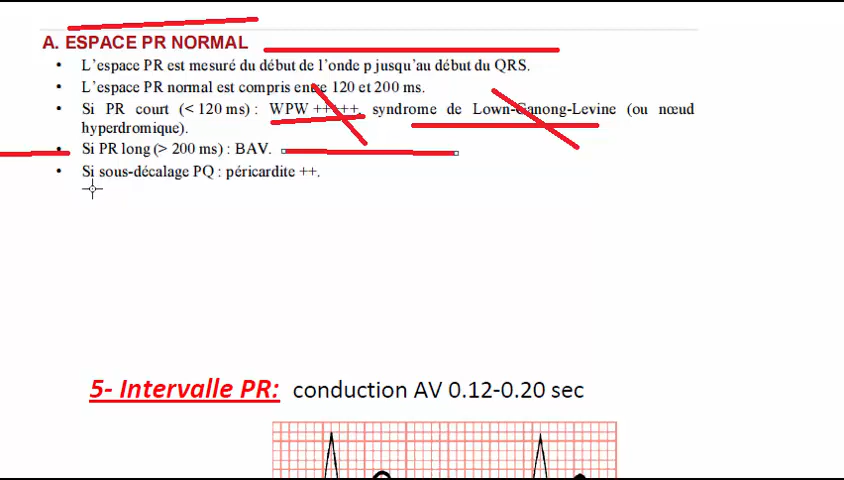 A. ESPACE PR NORMAL
• L'espace PR est mesuré du début de l'onde p jusqu'au début du QRS.
• L'espace PR normal est compris entre 120 et 200 ms.
• Si PR court (< 120 ms) : WPW +++++, syndrome de Lown-Ganong-Levine (ou nœud
hyperdromique).
• Si PR long (> 200 ms) : BAV.
• Si sous-décalage PQ : péricardite ++.
5- Intervalle PR: conduction AV 0.12-0.20 sec